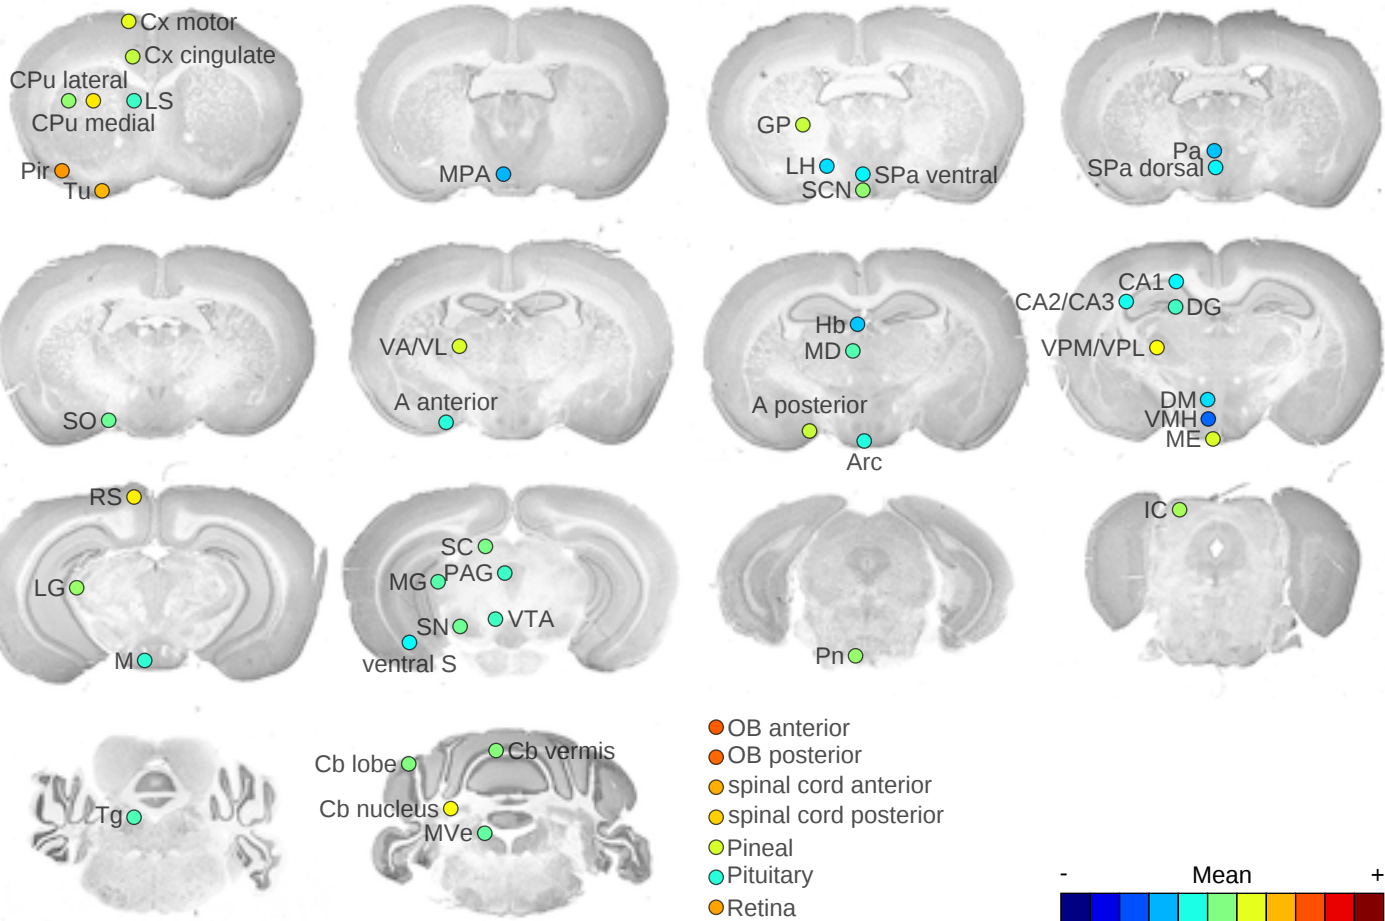 Cx motor
Cx cingulate
CPu lateral
LS
CPu medial
Pir
Tu
MPA
GP
LH
SPa ventral
SCN
Pa
SPa dorsal
SO
VA/VL
A anterior
Hb
MD
A posterior
Arc
CA1
CA2/CA3
DG
VPM/VPL
DM
VMH
ME
RS
LG
M
SC
PAG
MG
VTA
SN
ventral S
Pn
IC
Tg
Cb vermis
Cb lobe
Cb nucleus
MVe
OB anterior
OB posterior
spinal cord anterior
spinal cord posterior
Pineal
Pituitary
Retina
- Mean +